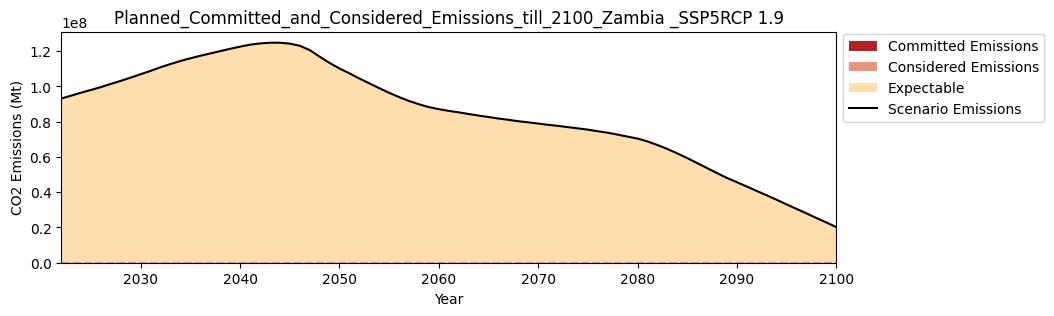 Planned_Committed_and_Considered_Emissions_till_2100_Zambia _SSP5RCP 1.9
1e8
1.2
1.0
0.8
0.6
0.4
0.2
0.0
CO2 Emissions (Mt)
2030 2040 2050 2060 2070 2080 2090 2100
Year
Committed Emissions
Considered Emissions
Expectable
Scenario Emissions